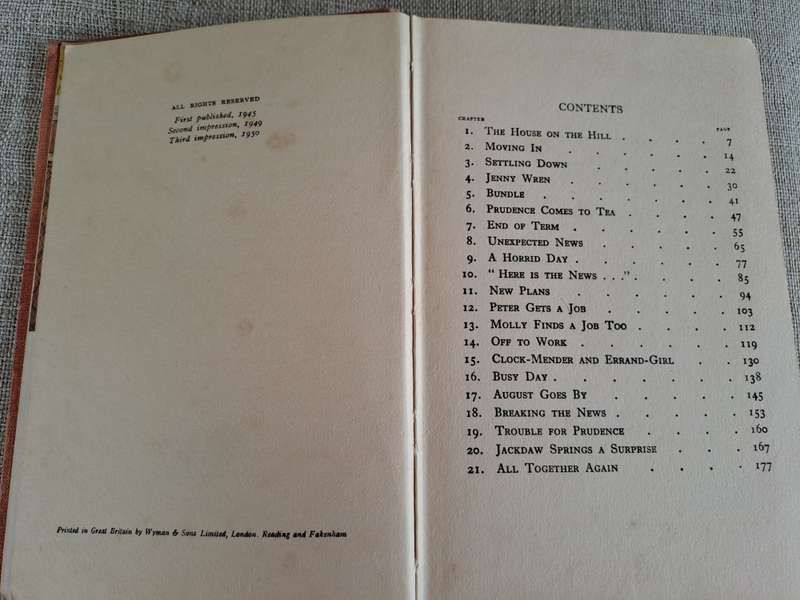 ALL RIGHTS RESERVED
First published, 1945
Second impression, 1949
Third impression, 1950
Printed in Great Britain by Wyman & Sons Limited, London. Reading and Fakenham
CONTENTS
CHAPTER PAGE
1. The House on the Hill . . . . 7
2. Moving In . . . . . 14
3. Settling Down . . . . . 22
4. Jenny Wren . . . . . 30
5. Bundle . . . . . . 41
6. Prudence Comes to Tea . . . . 47
7. End of Term . . . . . 55
8. Unexpected News . . . . 65
9. A Horrid Day . . . . . 77
10. " Here is the News . . ." . . . . 85
11. New Plans . . . . . 94
12. Peter Gets a Job . . . . 103
13. Molly Finds a Job Too . . . . 112
14. Off to Work . . . . . 119
15. Clock-Mender and Errand-Girl . . 130
16. Busy Day . . . . . . 138
17. August Goes By . . . . . 145
18. Breaking the News . . . . . 153
19. Trouble for Prudence . . . . 160
20. Jackdaw Springs a Surprise . . . 167
21. All Together Again . . . . 177